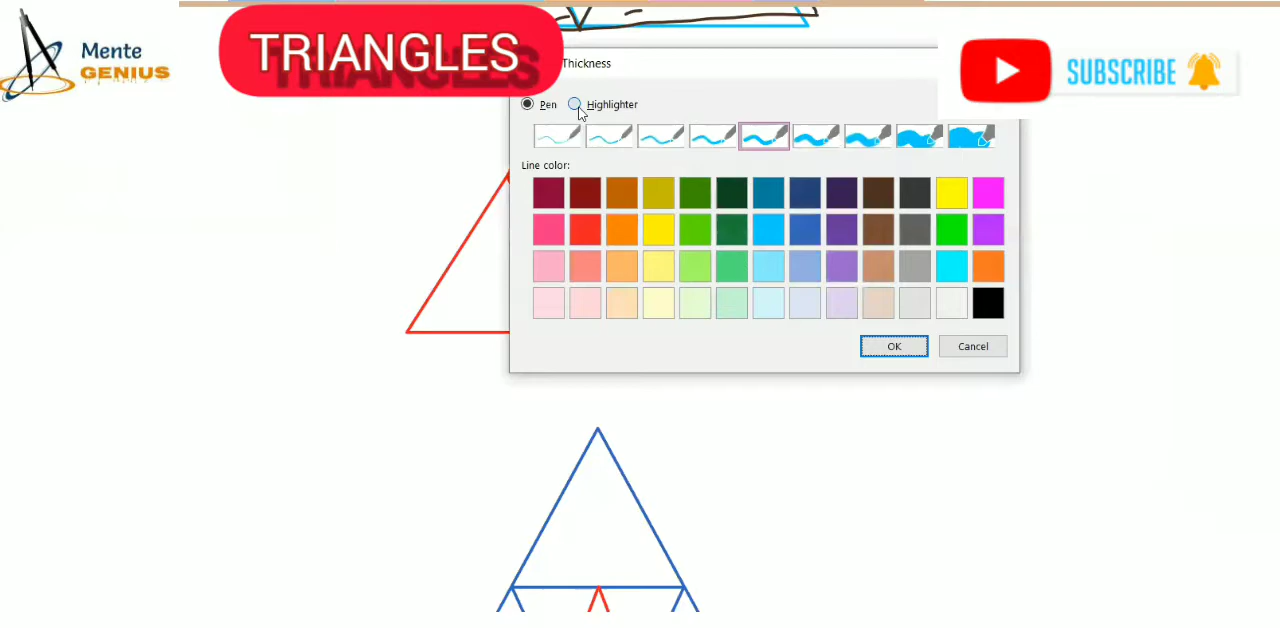 Mente
GENIUS
TRIANGLES
SUBSCRIBE
Thickness
Pen
Highlighter
Line color:
OK
Cancel